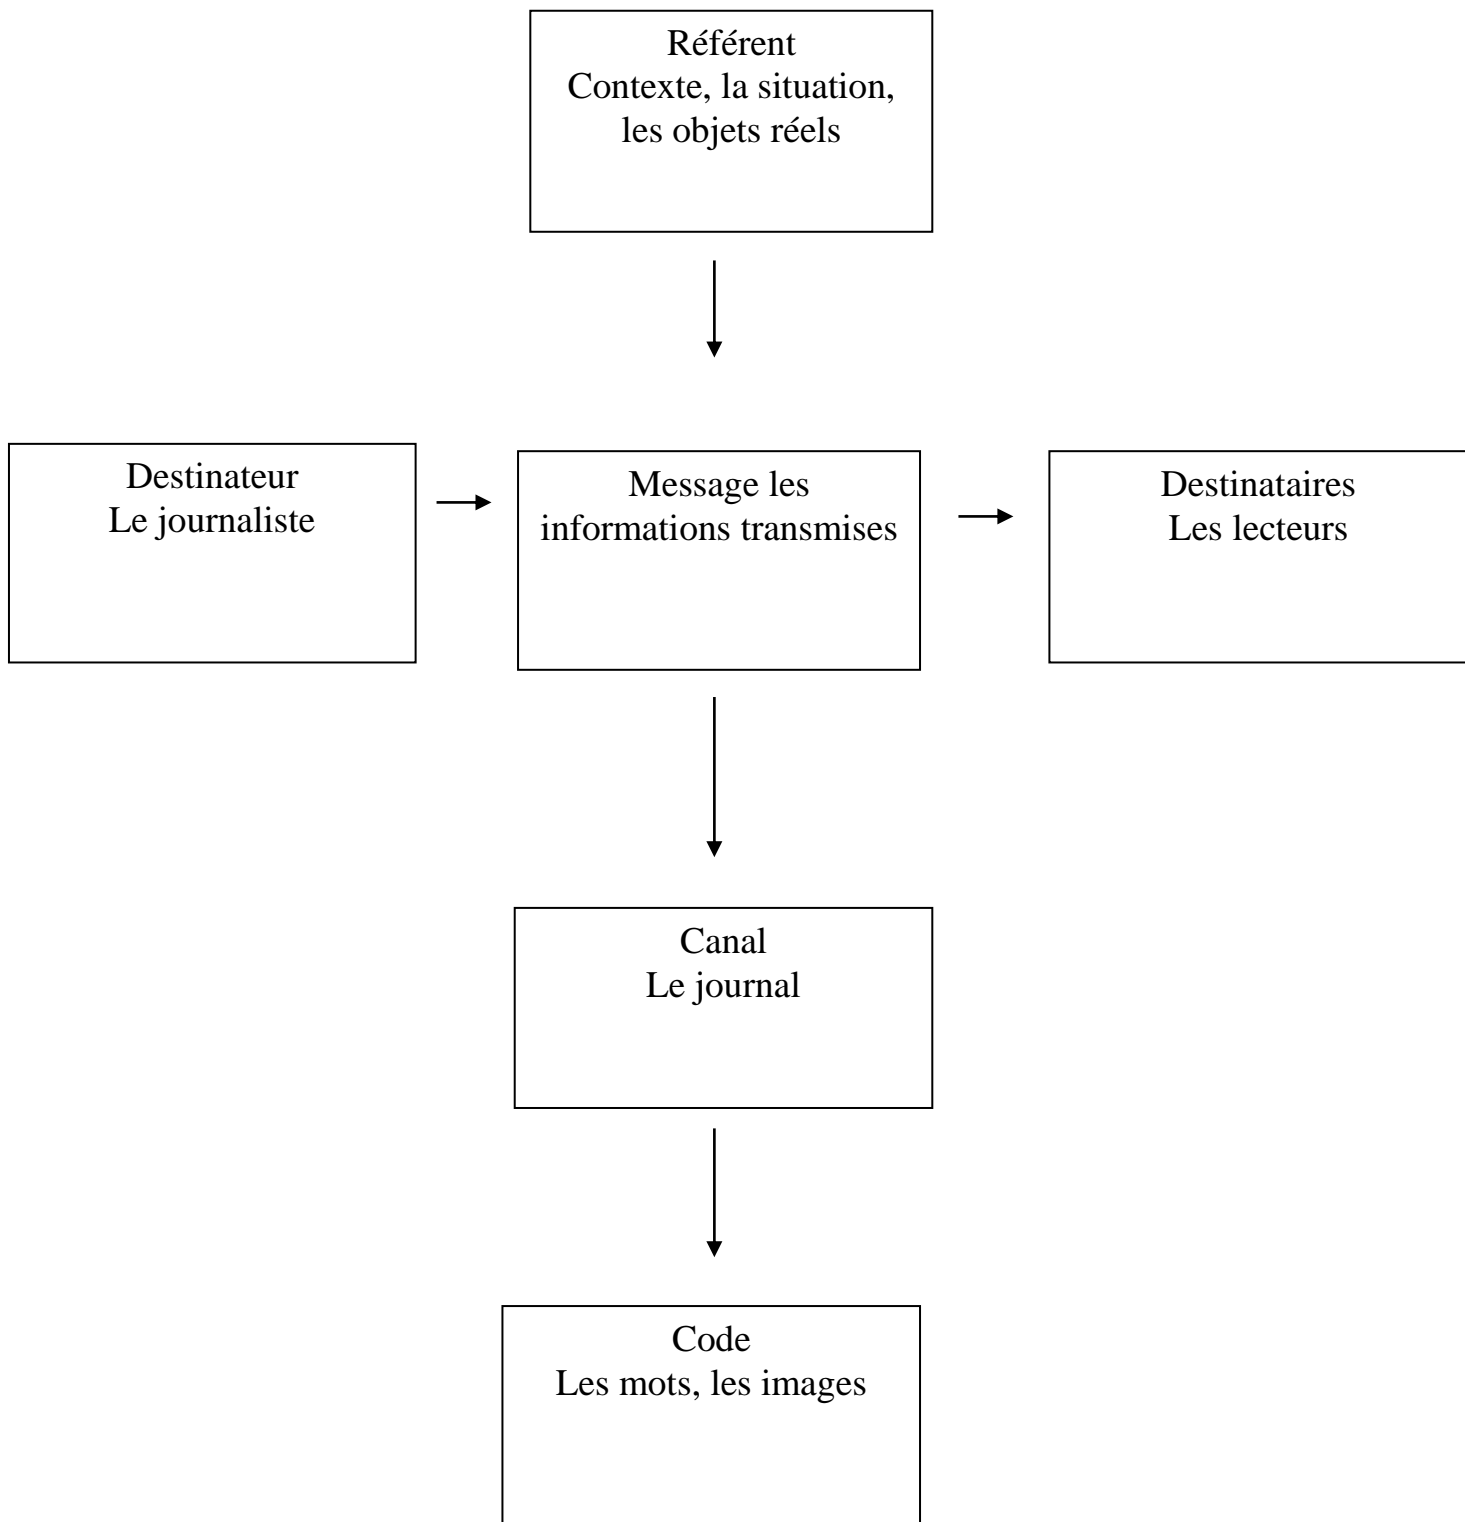 Référent
Contexte, la situation,
les objets réels
Destinateur
Le journaliste
Message les
informations transmises
Destinataires
Les lecteurs
Canal
Le journal
Code
Les mots, les images